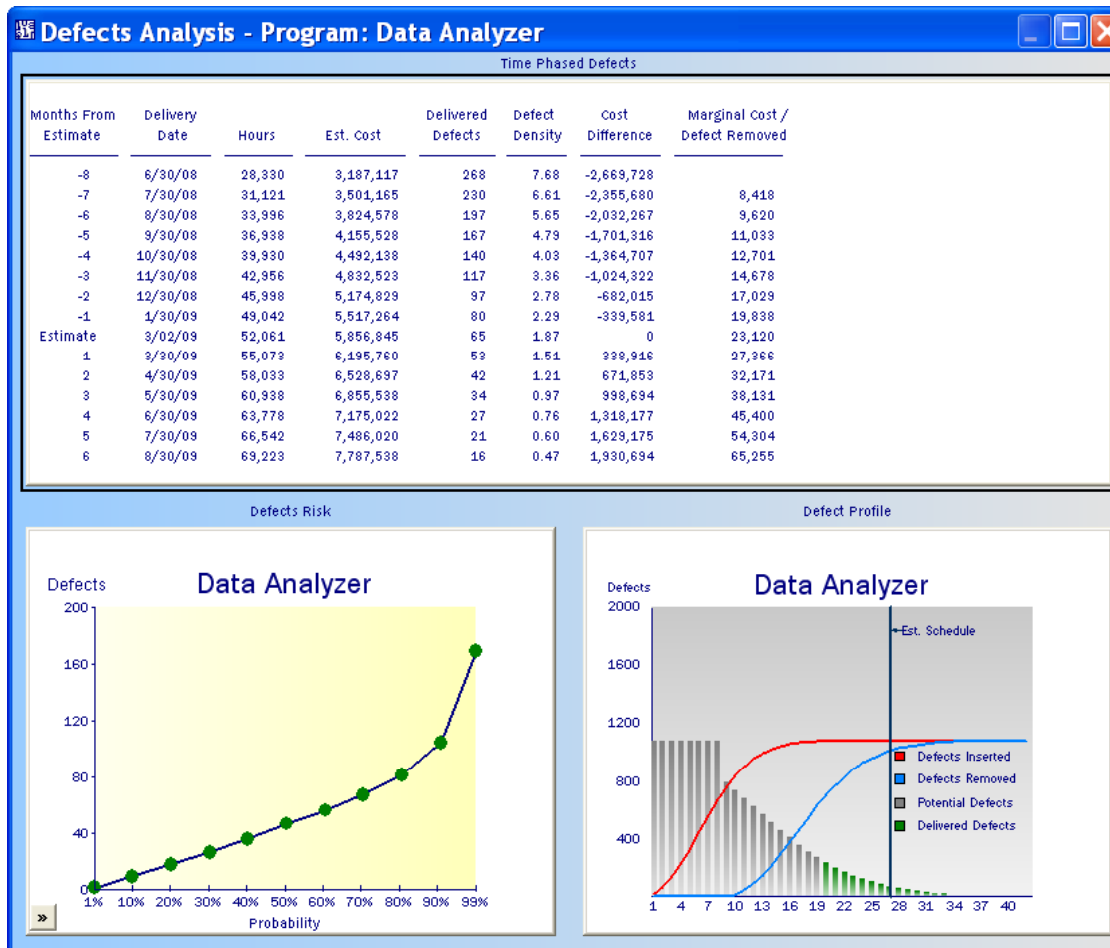 Defects Analysis - Program: Data Analyzer
Time Phased Defects
Months From Estimate Delivery Date Hours Est. Cost Delivered Defects Defect Density Cost Difference Marginal Cost / Defect Removed
-8 6/30/08 28,330 3,187,117 268 7.68 -2,669,728
-7 7/30/08 31,121 3,501,165 230 6.61 -2,355,680 8,418
-6 8/30/08 33,996 3,824,578 197 5.65 -2,032,267 9,620
-5 9/30/08 36,938 4,155,528 167 4.79 -1,701,316 11,033
-4 10/30/08 39,930 4,492,138 140 4.03 -1,364,707 12,701
-3 11/30/08 42,956 4,832,523 117 3.36 -1,024,322 14,678
-2 12/30/08 45,998 5,174,829 97 2.78 -682,015 17,029
-1 1/30/09 49,042 5,517,264 80 2.29 -339,581 19,838
Estimate 3/02/09 52,061 5,856,845 65 1.87 0 23,120
1 3/30/09 55,073 6,195,760 53 1.51 338,916 27,366
2 4/30/09 58,033 6,528,697 42 1.21 671,853 32,171
3 5/30/09 60,938 6,855,538 34 0.97 998,694 38,131
4 6/30/09 63,778 7,175,022 27 0.76 1,318,177 45,400
5 7/30/09 66,542 7,486,020 21 0.60 1,629,175 54,304
6 8/30/09 69,223 7,787,538 16 0.47 1,930,694 65,255
Defects Risk
Data Analyzer
Defects
200
160
120
80
40
0
1% 10% 20% 30% 40% 50% 60% 70% 80% 90% 99%
Probability
»
Defect Profile
Data Analyzer
Defects
2000
1600
1200
800
400
Est. Schedule
Defects Inserted
Defects Removed
Potential Defects
Delivered Defects
1 4 7 10 13 16 19 22 25 28 31 34 37 40